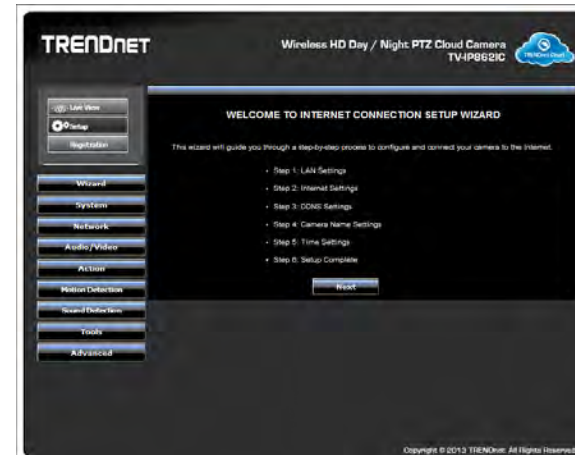 TRENDnet
Wireless HD Day / Night PTZ Cloud Camera
TV-IP862IC
TRENDnet Cloud
Live View
Setup
Registration
Wizard
System
Network
Audio/Video
Action
Motion Detection
Sound Detection
Tools
Advanced
WELCOME TO INTERNET CONNECTION SETUP WIZARD
This wizard will guide you through a step-by-step process to configure and connect your camera to the Internet.
• Step 1: LAN Settings
• Step 2: Internet Settings
• Step 3: DDNS Settings
• Step 4: Camera Name Settings
• Step 5: Time Settings
• Step 6: Setup Complete
Next
Copyright © 2013 TRENDnet. All Rights Reserved.